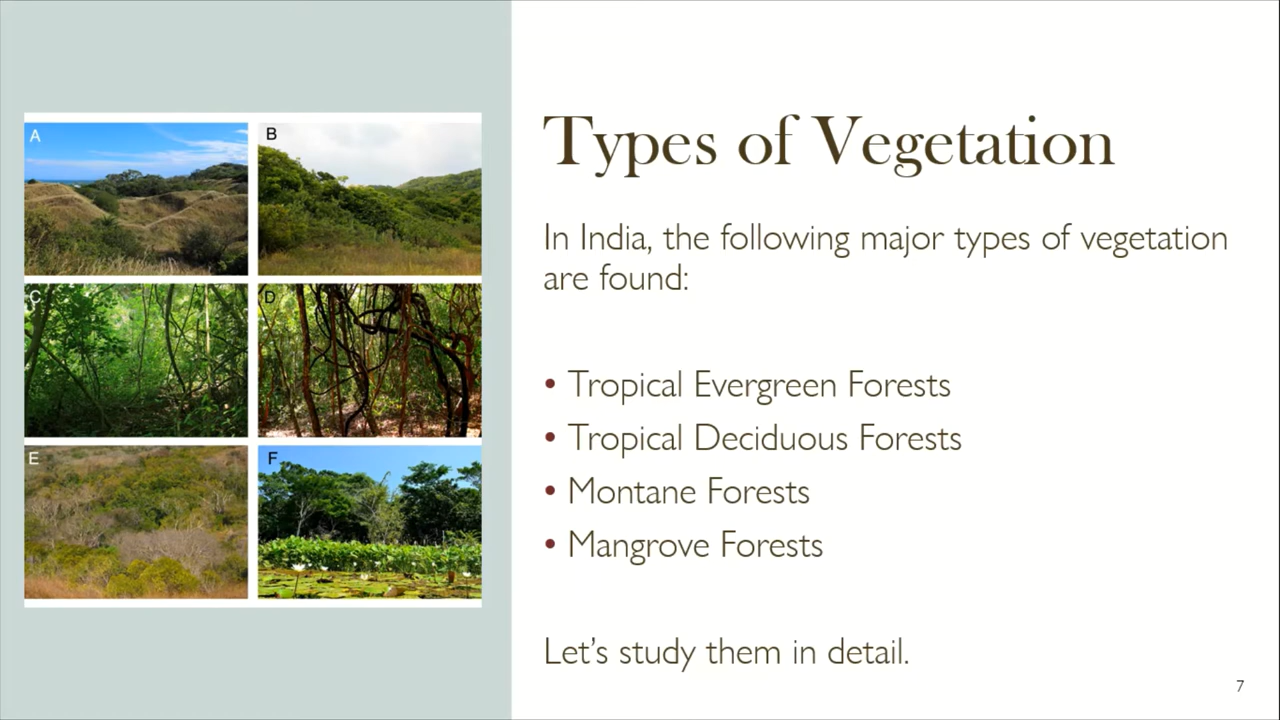 A
B
C
D
E
F
Types of Vegetation
In India, the following major types of vegetation
are found:
• Tropical Evergreen Forests
• Tropical Deciduous Forests
• Montane Forests
• Mangrove Forests
Let's study them in detail.
7